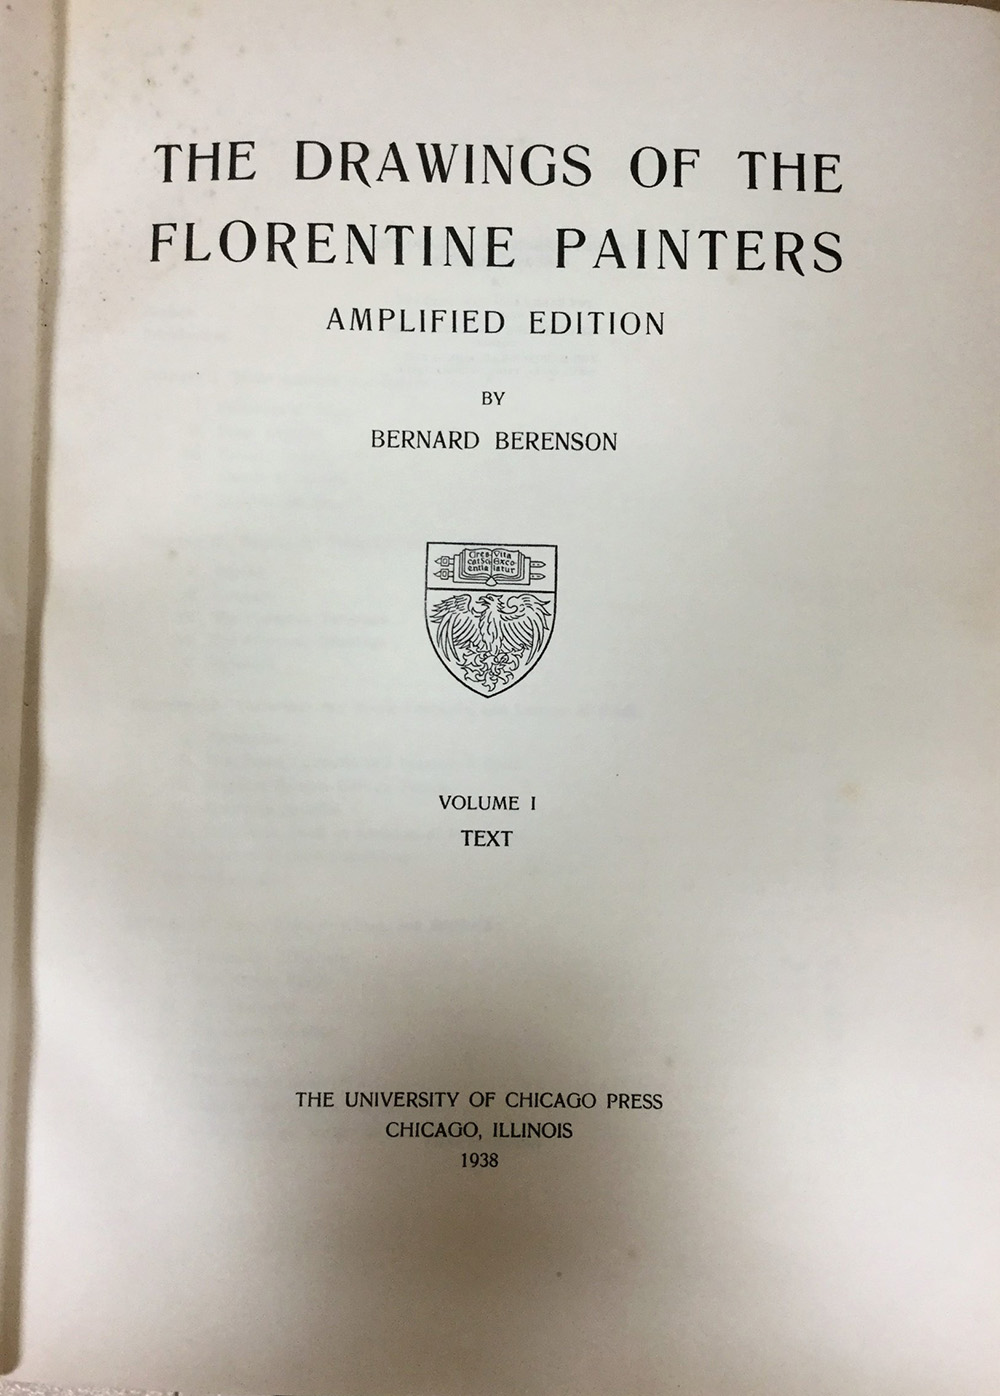 THE DRAWINGS OF THE
FLORENTINE PAINTERS
AMPLIFIED EDITION
BY
BERNARD BERENSON
Cres- Vita
cat Sci Exco-
entia latur
VOLUME I
TEXT
THE UNIVERSITY OF CHICAGO PRESS
CHICAGO, ILLINOIS
1938